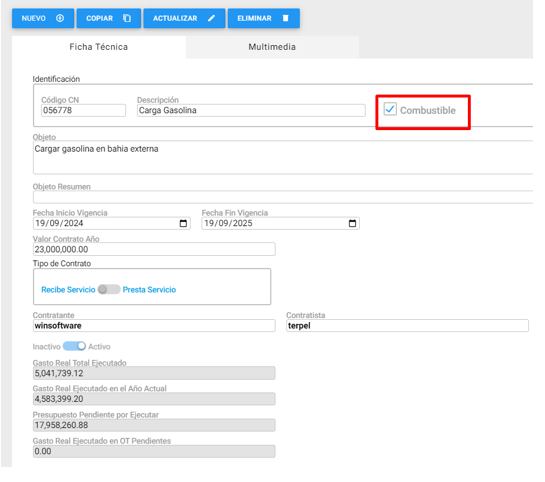 NUEVO COPIAR ACTUALIZAR ELIMINAR
Ficha Técnica Multimedia
Identificación
Código CN Descripción
056778 Carga Gasolina Combustible
Objeto
Cargar gasolina en bahia externa
Objeto Resumen
Fecha Inicio Vigencia Fecha Fin Vigencia
19/09/2024 19/09/2025
Valor Contrato Año
23,000,000.00
Tipo de Contrato
Recibe Servicio Presta Servicio
Contratante Contratista
winsoftware terpel
Inactivo Activo
Gasto Real Total Ejecutado
5,041,739.12
Gasto Real Ejecutado en el Año Actual
4,583,399.20
Presupuesto Pendiente por Ejecutar
17,958,260.88
Gasto Real Ejecutado en OT Pendientes
0.00